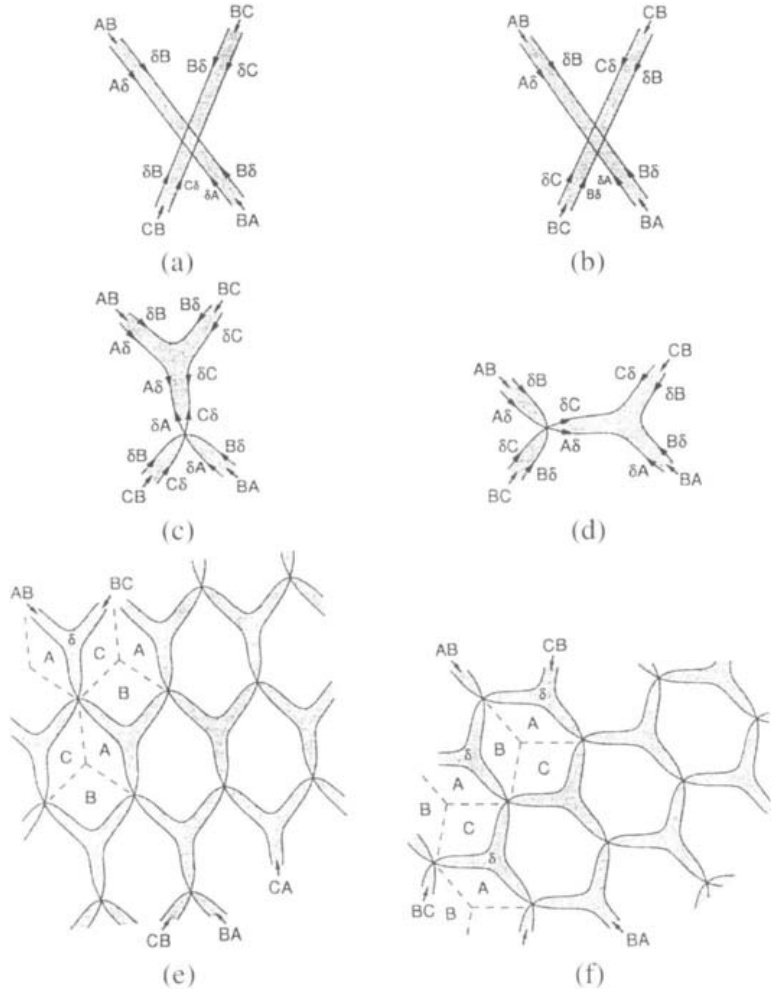 AB BC
δB Bδ
Aδ δC
δB Cδ δA Bδ
CB BA
(a)
AB CB
δB Cδ
Aδ δB
δC Bδ δA Bδ
BC BA
(b)
AB BC
δB Bδ
Aδ δC
Aδ δC
δA Cδ
δB Cδ δA Bδ
CB BA
(c)
CB
AB Cδ
δB δC δB
Aδ Aδ
δC Bδ δA Bδ
BC BA
(d)
AB BC
δ
A C A
B
C A
B
CA
CB BA
(e)
AB CB
δ
A
B
δ C
A
B
C
δ
A
BC B
BA
(f)